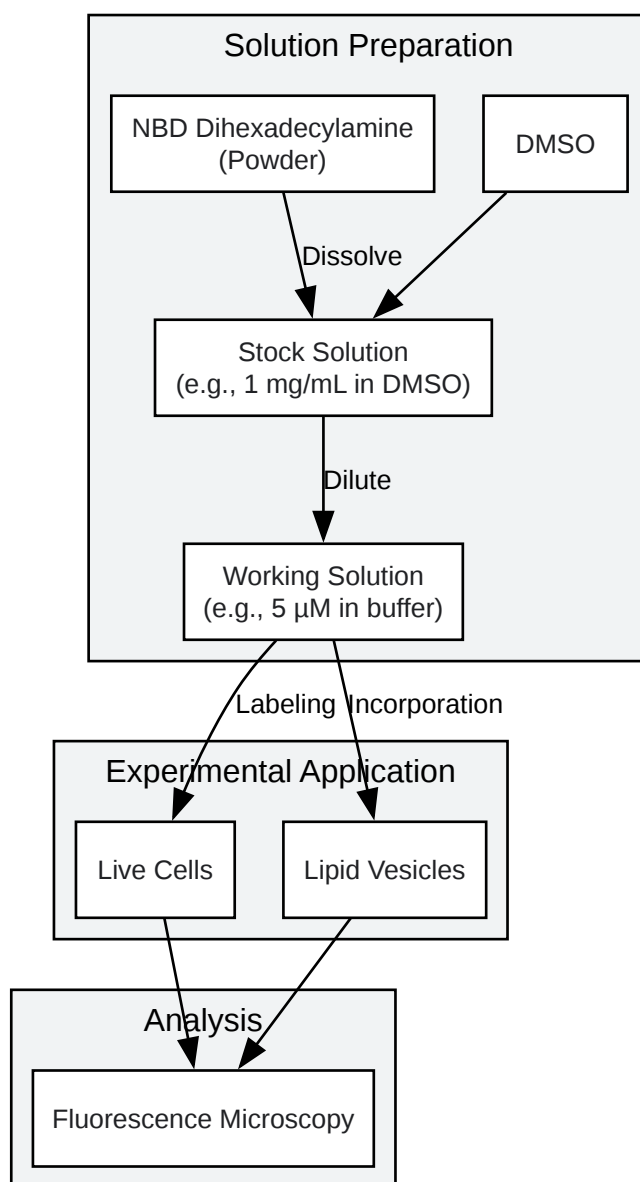 Solution Preparation
NBD Dihexadecylamine
(Powder)
DMSO
Dissolve
Stock Solution
(e.g., 1 mg/mL in DMSO)
Dilute
Working Solution
(e.g., 5 µM in buffer)
Labeling
Incorporation
Experimental Application
Live Cells
Lipid Vesicles
Analysis
Fluorescence Microscopy